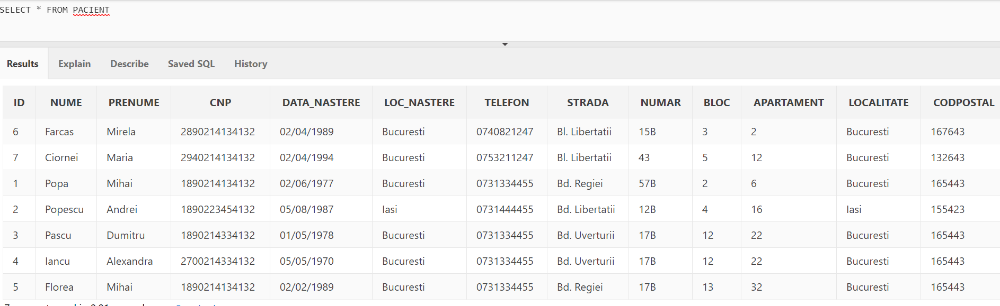 SELECT * FROM PACIENT
Results Explain Describe Saved SQL History
ID NUME PRENUME CNP DATA_NASTERE LOC_NASTERE TELEFON STRADA NUMAR BLOC APARTAMENT LOCALITATE CODPOSTAL
6 Farcas Mirela 2890214134132 02/04/1989 Bucuresti 0740821247 Bl. Libertatii 15B 3 2 Bucuresti 167643
7 Ciornei Maria 2940214134132 02/04/1994 Bucuresti 0753211247 Bl. Libertatii 43 5 12 Bucuresti 132643
1 Popa Mihai 1890214134132 02/06/1977 Bucuresti 0731334455 Bd. Regiei 57B 2 6 Bucuresti 165443
2 Popescu Andrei 1890223454132 05/08/1987 Iasi 0731444455 Bd. Libertatii 12B 4 16 Iasi 155423
3 Pascu Dumitru 1890214334132 01/05/1978 Bucuresti 0731334455 Bd. Uverturii 17B 12 22 Bucuresti 165443
4 Iancu Alexandra 2700214334132 05/05/1970 Bucuresti 0731334455 Bd. Uverturii 17B 12 22 Bucuresti 165443
5 Florea Mihai 1890214134132 02/02/1989 Bucuresti 0731334455 Bd. Regiei 17B 13 32 Bucuresti 165443